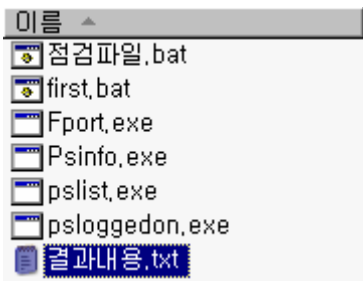 이름
점검파일.bat
first.bat
Fport.exe
Psinfo.exe
pslist.exe
psloggedon.exe
결과내용.txt